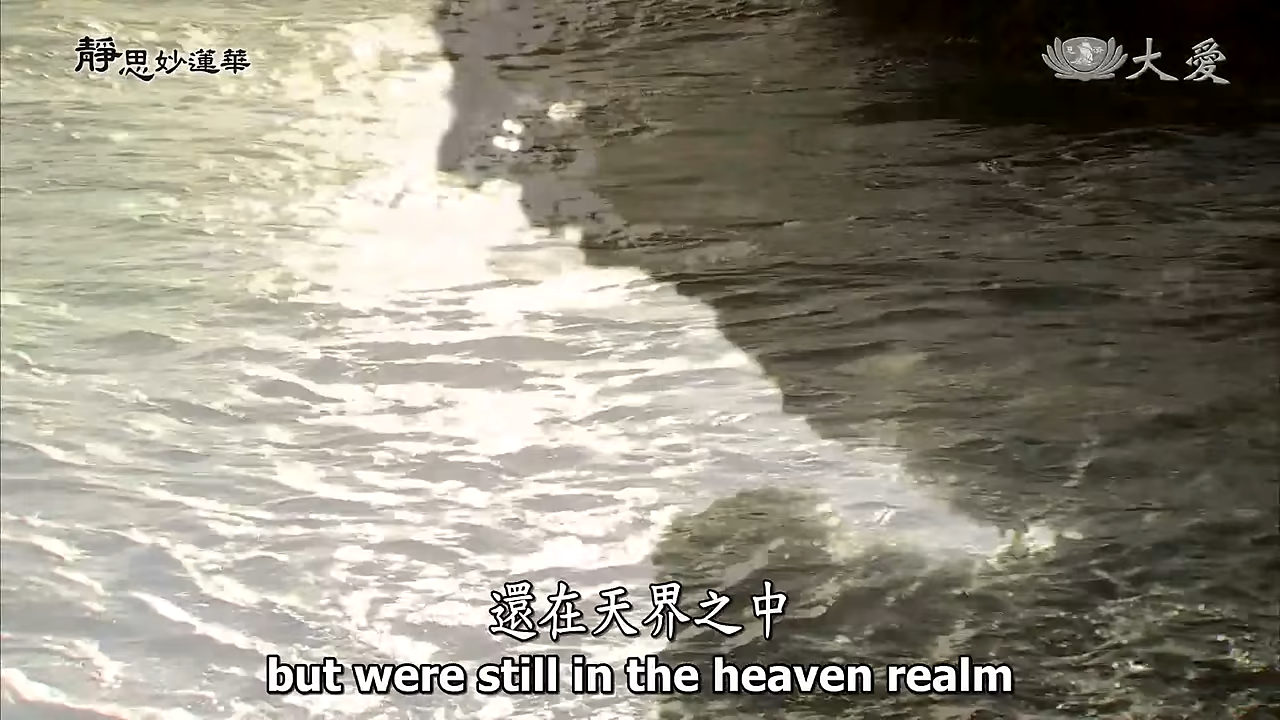 靜思妙蓮華
大愛
還在天界之中
but were still in the heaven realm